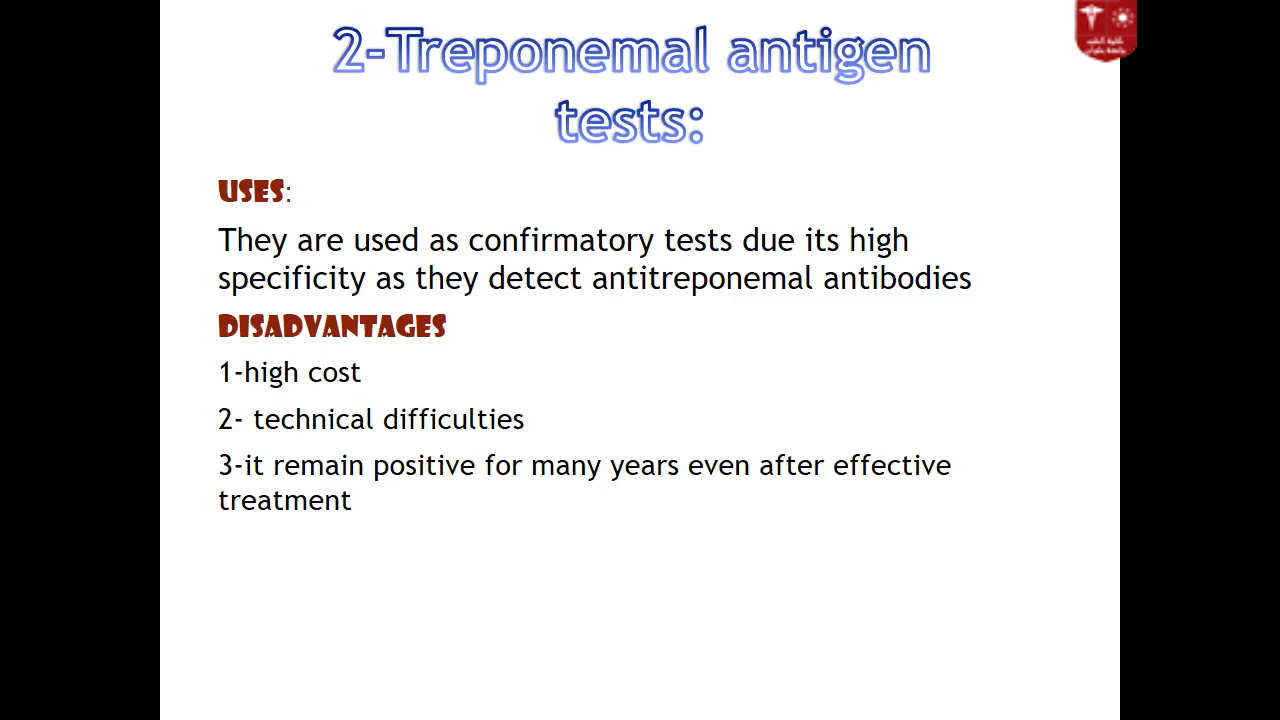 2-Treponemal antigen
tests:
USES:
They are used as confirmatory tests due its high
specificity as they detect antitreponemal antibodies
DISADVANTAGES
1-high cost
2- technical difficulties
3-it remain positive for many years even after effective
treatment